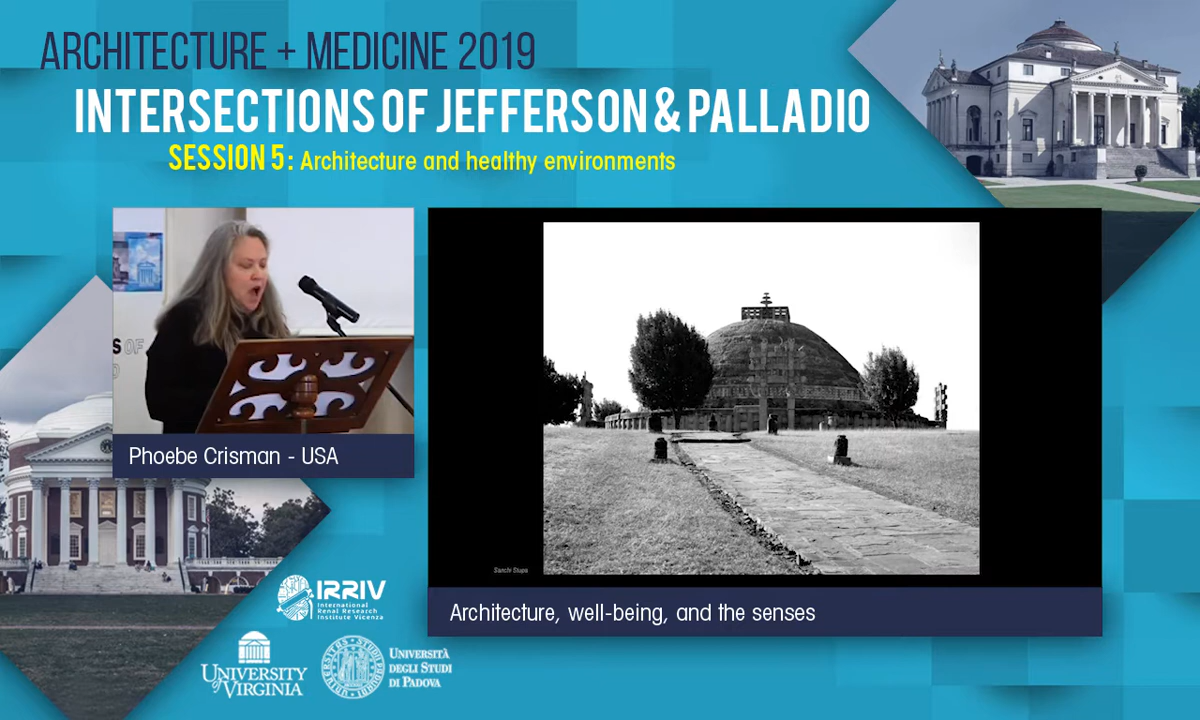 ARCHITECTURE + MEDICINE 2019
INTERSECTIONS OF JEFFERSON & PALLADIO
SESSION 5: Architecture and healthy environments
S OF
Phoebe Crisman - USA
Sanchi Stupa
Architecture, well-being, and the senses
IRRIV
International
Renal Research
Institute Vicenza
UNIVERSITY
OF VIRGINIA
UNIVERSITÀ
DEGLI STUDI
DI PADOVA